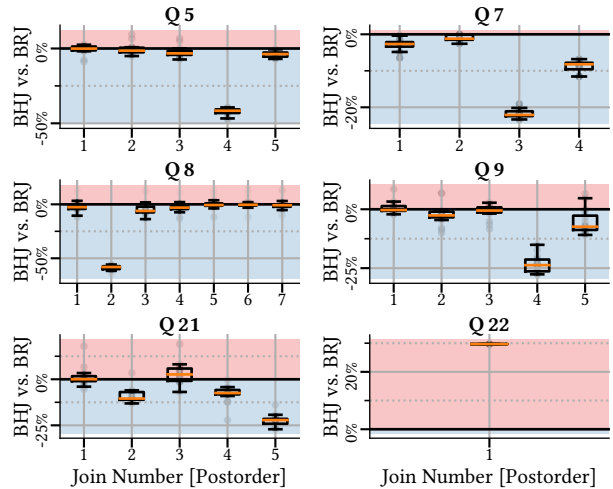 Q 5
Q 7
BHJ vs. BRJ
0%
-50%
1 2 3 4 5
BHJ vs. BRJ
0%
-20%
1 2 3 4
Q 8
Q 9
BHJ vs. BRJ
0%
-50%
1 2 3 4 5 6 7
BHJ vs. BRJ
0%
-25%
1 2 3 4 5
Q 21
Q 22
BHJ vs. BRJ
0%
-25%
1 2 3 4 5
Join Number [Postorder]
BHJ vs. BRJ
20%
0%
1
Join Number [Postorder]